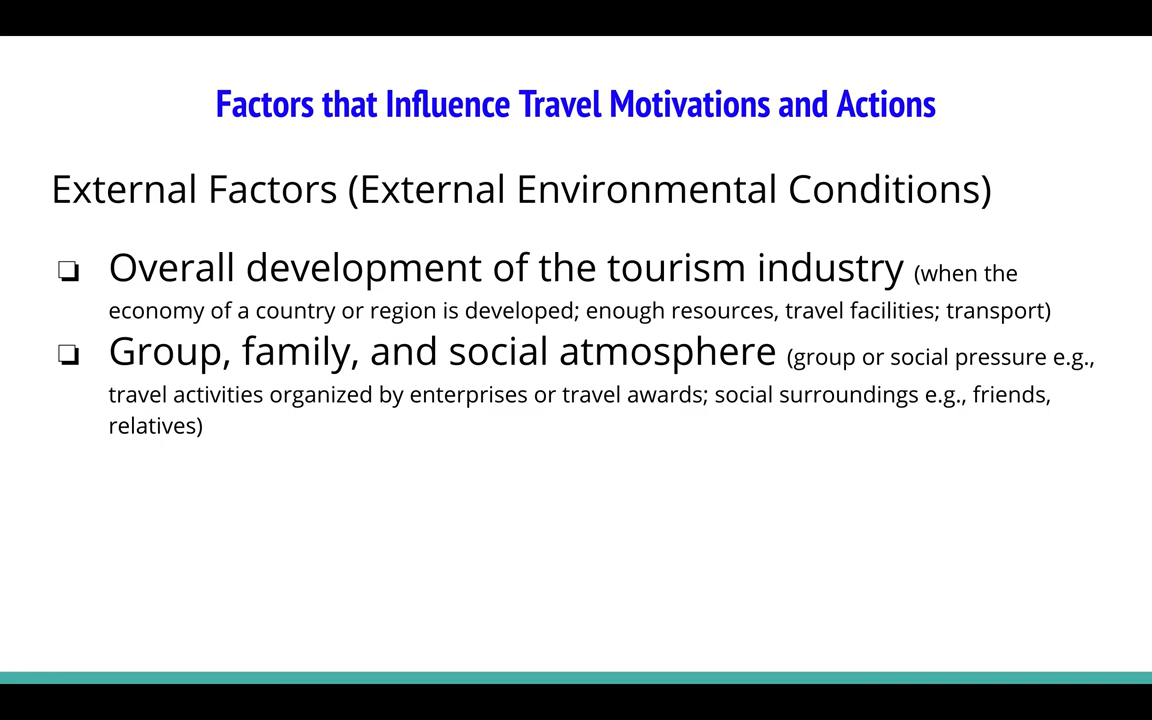 Factors that Influence Travel Motivations and Actions
External Factors (External Environmental Conditions)
❏ Overall development of the tourism industry (when the
economy of a country or region is developed; enough resources, travel facilities; transport)
❏ Group, family, and social atmosphere (group or social pressure e.g.,
travel activities organized by enterprises or travel awards; social surroundings e.g., friends,
relatives)